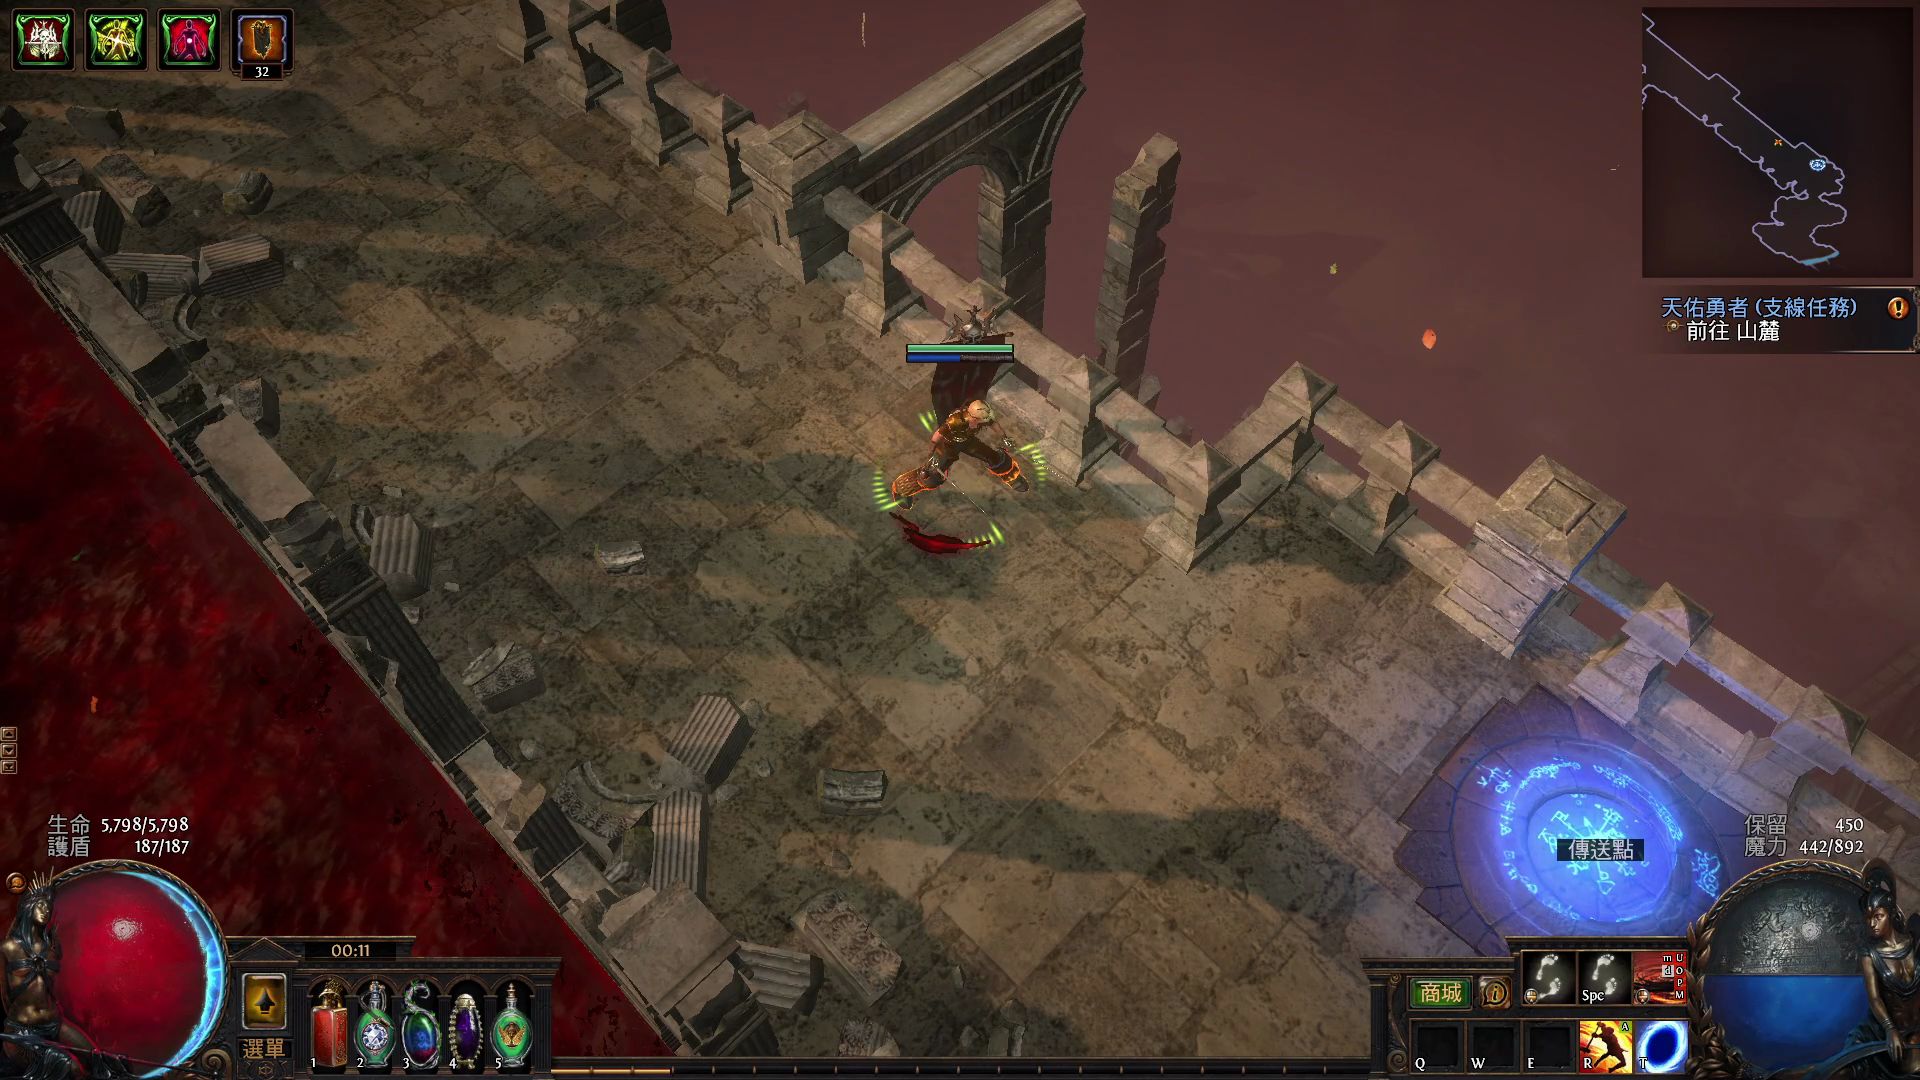 32
天佑勇者 (支線任務)
前往 山麓
生命 5,798/5,798
護盾 187/187
傳送點
保留 450
魔力 442/892
00:11
選單
1 2 3 4 5
商城
Spc
m U
d O
P
M
Q W E R A T